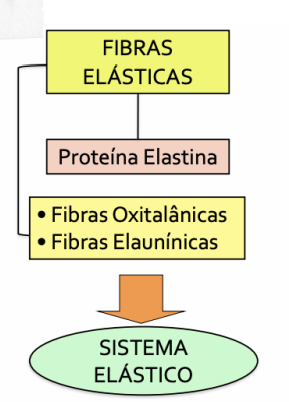 FIBRAS
ELÁSTICAS
Proteína Elastina
• Fibras Oxitalânicas
• Fibras Elaunínicas
SISTEMA
ELÁSTICO